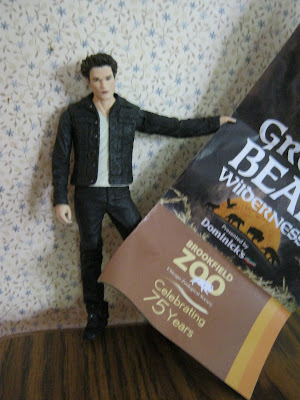 GR
BEA
WILDERNESS
Presented by
Dominick's
BROOKFIELD
ZOO
Celebrating
75 Years